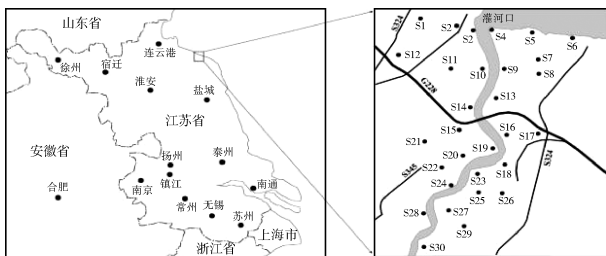 山东省
连云港
徐州
宿迁
淮安
盐城
江苏省
安徽省
扬州
泰州
合肥
南京
镇江
南通
常州
无锡
苏州
上海市
浙江省
灌河口
S324
S1
S2
S2
S4
S5
S6
S12
S11
S10
S9
S7
S8
G228
S14
S13
S15
S16
S17
S21
S20
S19
S324
S345
S22
S18
S24
S23
S25
S26
S28
S27
S29
S30